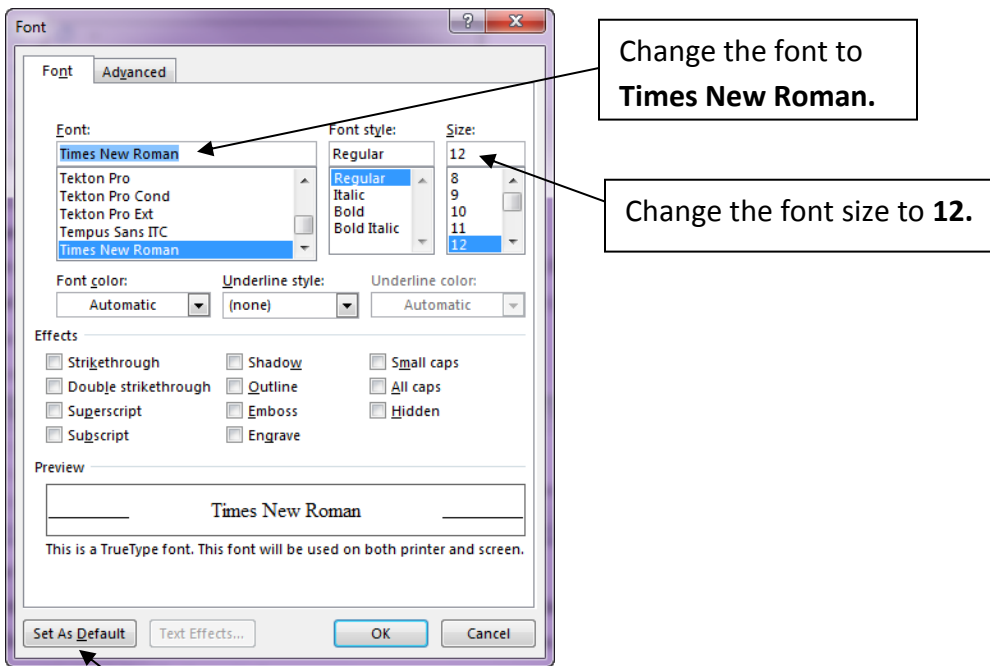 Font
Font Advanced
Font: Font style: Size:
Times New Roman Regular 12
Tekton Pro Regular 8
Tekton Pro Cond Italic 9
Tekton Pro Ext Bold 10
Tempus Sans ITC Bold Italic 11
Times New Roman 12
Font color: Underline style: Underline color:
Automatic (none) Automatic
Effects
Strikethrough Shadow Small caps
Double strikethrough Outline All caps
Superscript Emboss Hidden
Subscript Engrave
Preview
Times New Roman
This is a TrueType font. This font will be used on both printer and screen.
Set As Default Text Effects... OK Cancel
Change the font to
Times New Roman.
Change the font size to 12.